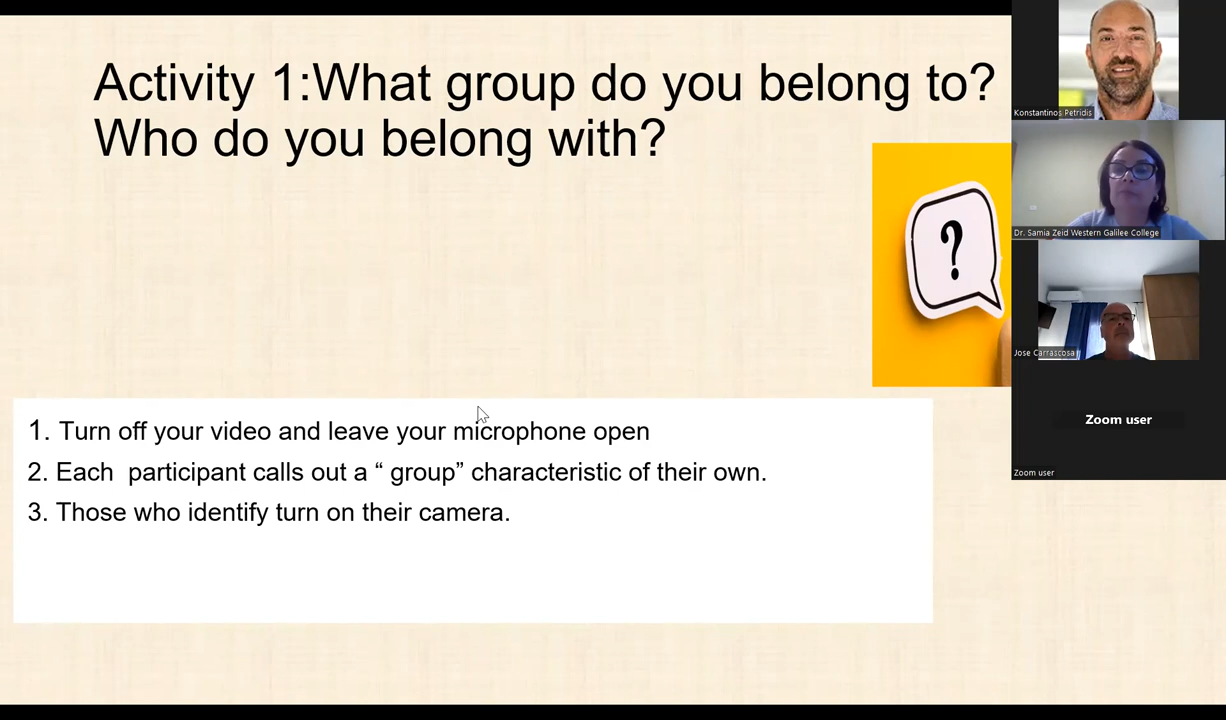 Activity 1:What group do you belong to?
Who do you belong with?
?
1. Turn off your video and leave your microphone open
2. Each  participant calls out a “ group” characteristic of their own.
3. Those who identify turn on their camera.
Konstantinos Petridis
Dr. Samia Zeid Western Galilee College
Jose Carrascosa
Zoom user
Zoom user